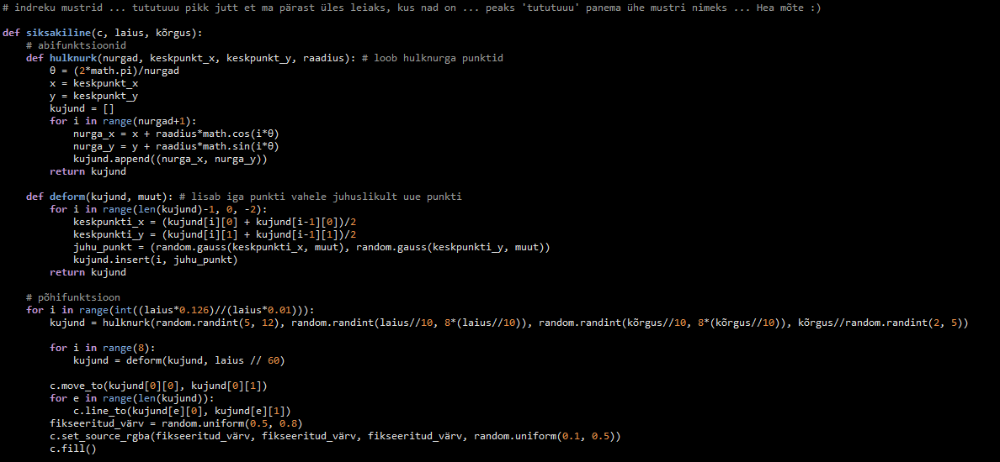 # indreku mustrid ... tututuuu pikk jutt et ma pärast üles leiaks, kus nad on ... peaks 'tututuuu' panema ühe mustri nimeks ... Hea mõte :)

def siksakiline(c, laius, kõrgus):
    # abifunktsioonid
    def hulknurk(nurgad, keskpunkt_x, keskpunkt_y, raadius): # loob hulknurga punktid
        θ = (2*math.pi)/nurgad
        x = keskpunkt_x
        y = keskpunkt_y
        kujund = []
        for i in range(nurgad+1):
            nurga_x = x + raadius*math.cos(i*θ)
            nurga_y = y + raadius*math.sin(i*θ)
            kujund.append((nurga_x, nurga_y))
        return kujund

    def deform(kujund, muut): # lisab iga punkti vahele juhuslikult uue punkti
        for i in range(len(kujund)-1, 0, -2):
            keskpunkti_x = (kujund[i][0] + kujund[i-1][0])/2
            keskpunkti_y = (kujund[i][1] + kujund[i-1][1])/2
            juhu_punkt = (random.gauss(keskpunkti_x, muut), random.gauss(keskpunkti_y, muut))
            kujund.insert(i, juhu_punkt)
        return kujund

    # põhifunktsioon
    for i in range(int((laius*0.126)//(laius*0.01))):
        kujund = hulknurk(random.randint(5, 12), random.randint(laius//10, 8*(laius//10)), random.randint(kõrgus//10, 8*(kõrgus//10)), kõrgus//random.randint(2, 5))

        for i in range(8):
            kujund = deform(kujund, laius // 60)

        c.move_to(kujund[0][0], kujund[0][1])
        for e in range(len(kujund)):
            c.line_to(kujund[e][0], kujund[e][1])
        fikseeritud_värv = random.uniform(0.5, 0.8)
        c.set_source_rgba(fikseeritud_värv, fikseeritud_värv, fikseeritud_värv, random.uniform(0.1, 0.5))
        c.fill()